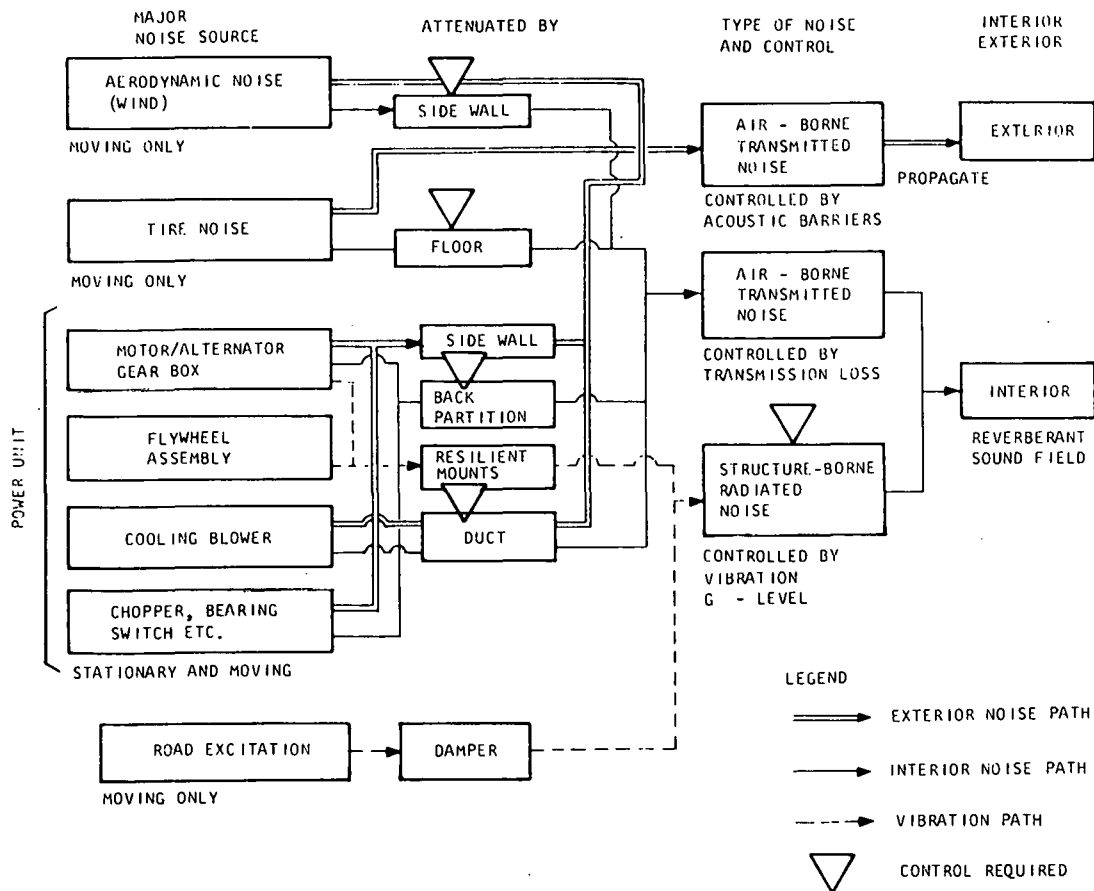 MAJOR
NOISE SOURCE
ATTENUATED BY
TYPE OF NOISE
AND CONTROL
INTERIOR
EXTERIOR
AERODYNAMIC NOISE
(WIND)
MOVING ONLY
SIDE WALL
AIR - BORNE
TRANSMITTED
NOISE
CONTROLLED BY
ACOUSTIC BARRIERS
PROPAGATE
EXTERIOR
TIRE NOISE
MOVING ONLY
FLOOR
AIR - BORNE
TRANSMITTED
NOISE
CONTROLLED BY
TRANSMISSION LOSS
POWER UNIT
MOTOR/ALTERNATOR
GEAR BOX
SIDE WALL
BACK
PARTITION
INTERIOR
REVERBERANT
SOUND FIELD
FLYWHEEL
ASSEMBLY
RESILIENT
MOUNTS
STRUCTURE-BORNE
RADIATED
NOISE
CONTROLLED BY
VIBRATION
G - LEVEL
COOLING BLOWER
DUCT
CHOPPER, BEARING
SWITCH ETC.
STATIONARY AND MOVING
ROAD EXCITATION
MOVING ONLY
DAMPER
LEGEND
EXTERIOR NOISE PATH
INTERIOR NOISE PATH
VIBRATION PATH
CONTROL REQUIRED